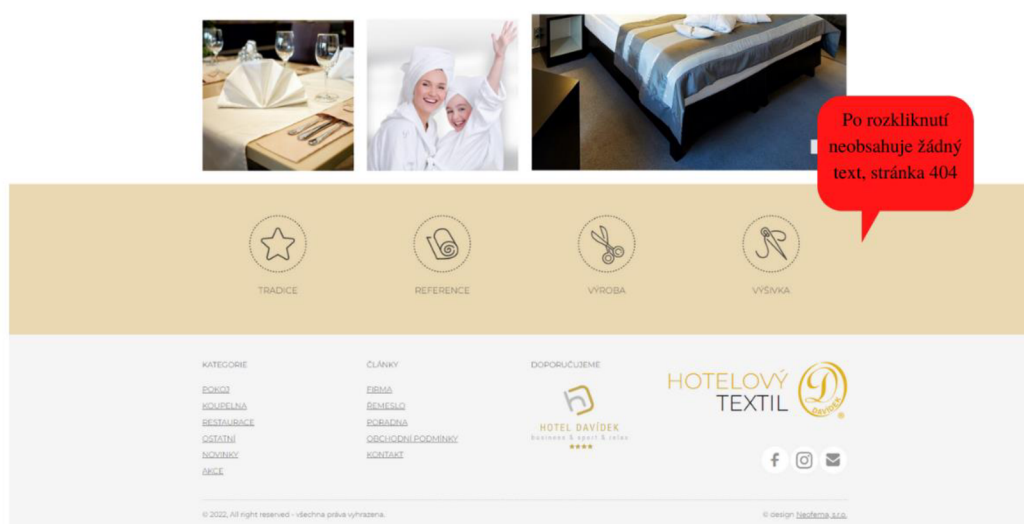 Po rozkliknutí
neobsahuje žádný
text, stránka 404
TRADICE
REFERENCE
VÝROBA
VÝŠIVKA
KATEGORIE
POKOJ
KOUPELNA
RESTAURACE
OSTATNÍ
NOVINKY
AKCE
ČLÁNKY
FIRMA
ŘEMESLO
PORADNA
OBCHODNÍ PODMÍNKY
KONTAKT
DOPORUČUJEME
HOTEL DAVÍDEK
business & sport & relax
HOTELOVÝ
TEXTIL
D
DAVÍDEK
®
© 2022, All right reserved - všechna práva vyhrazena.
© design Neofema, s.r.o.